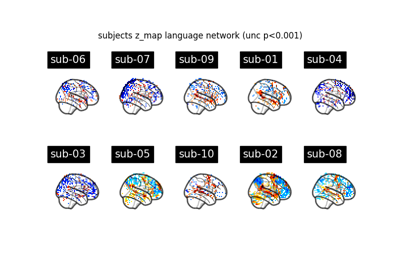 subjects z_map language network (unc p<0.001)
sub-06 sub-07 sub-09 sub-01 sub-04
sub-03 sub-05 sub-10 sub-02 sub-08